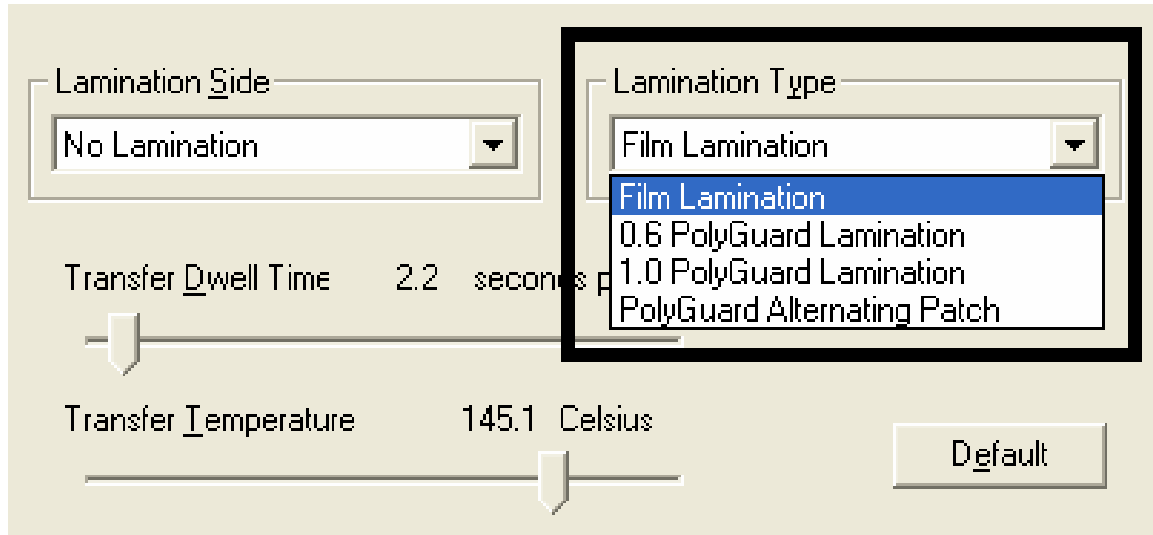 Lamination Side
No Lamination
Lamination Type
Film Lamination
Film Lamination
0.6 PolyGuard Lamination
1.0 PolyGuard Lamination
PolyGuard Alternating Patch
Transfer Dwell Time 2.2
Transfer Temperature 145.1 Celsius
Default